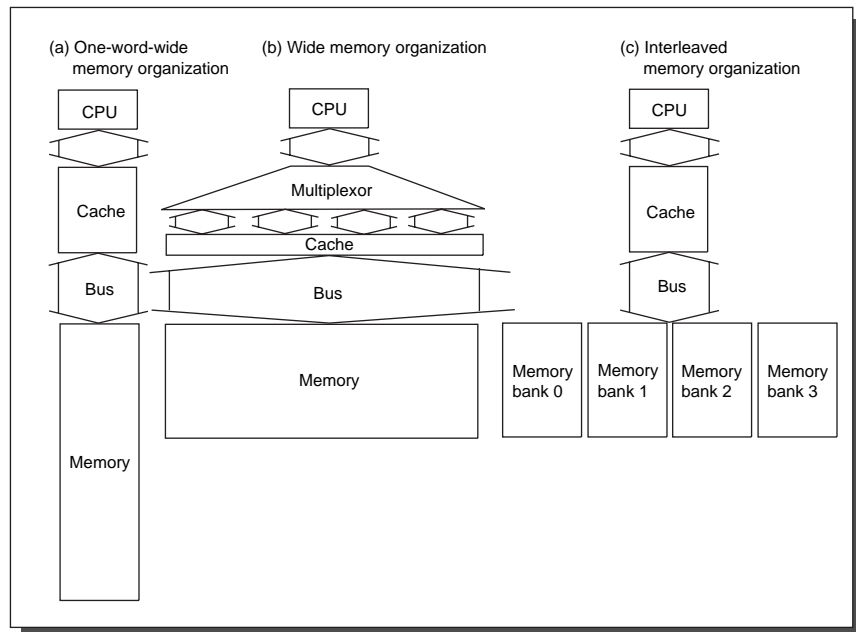 (a) One-word-wide
memory organization
CPU
Cache
Bus
Memory
(b) Wide memory organization
CPU
Multiplexor
Cache
Bus
Memory
(c) Interleaved
memory organization
CPU
Cache
Bus
Memory
bank 0
Memory
bank 1
Memory
bank 2
Memory
bank 3